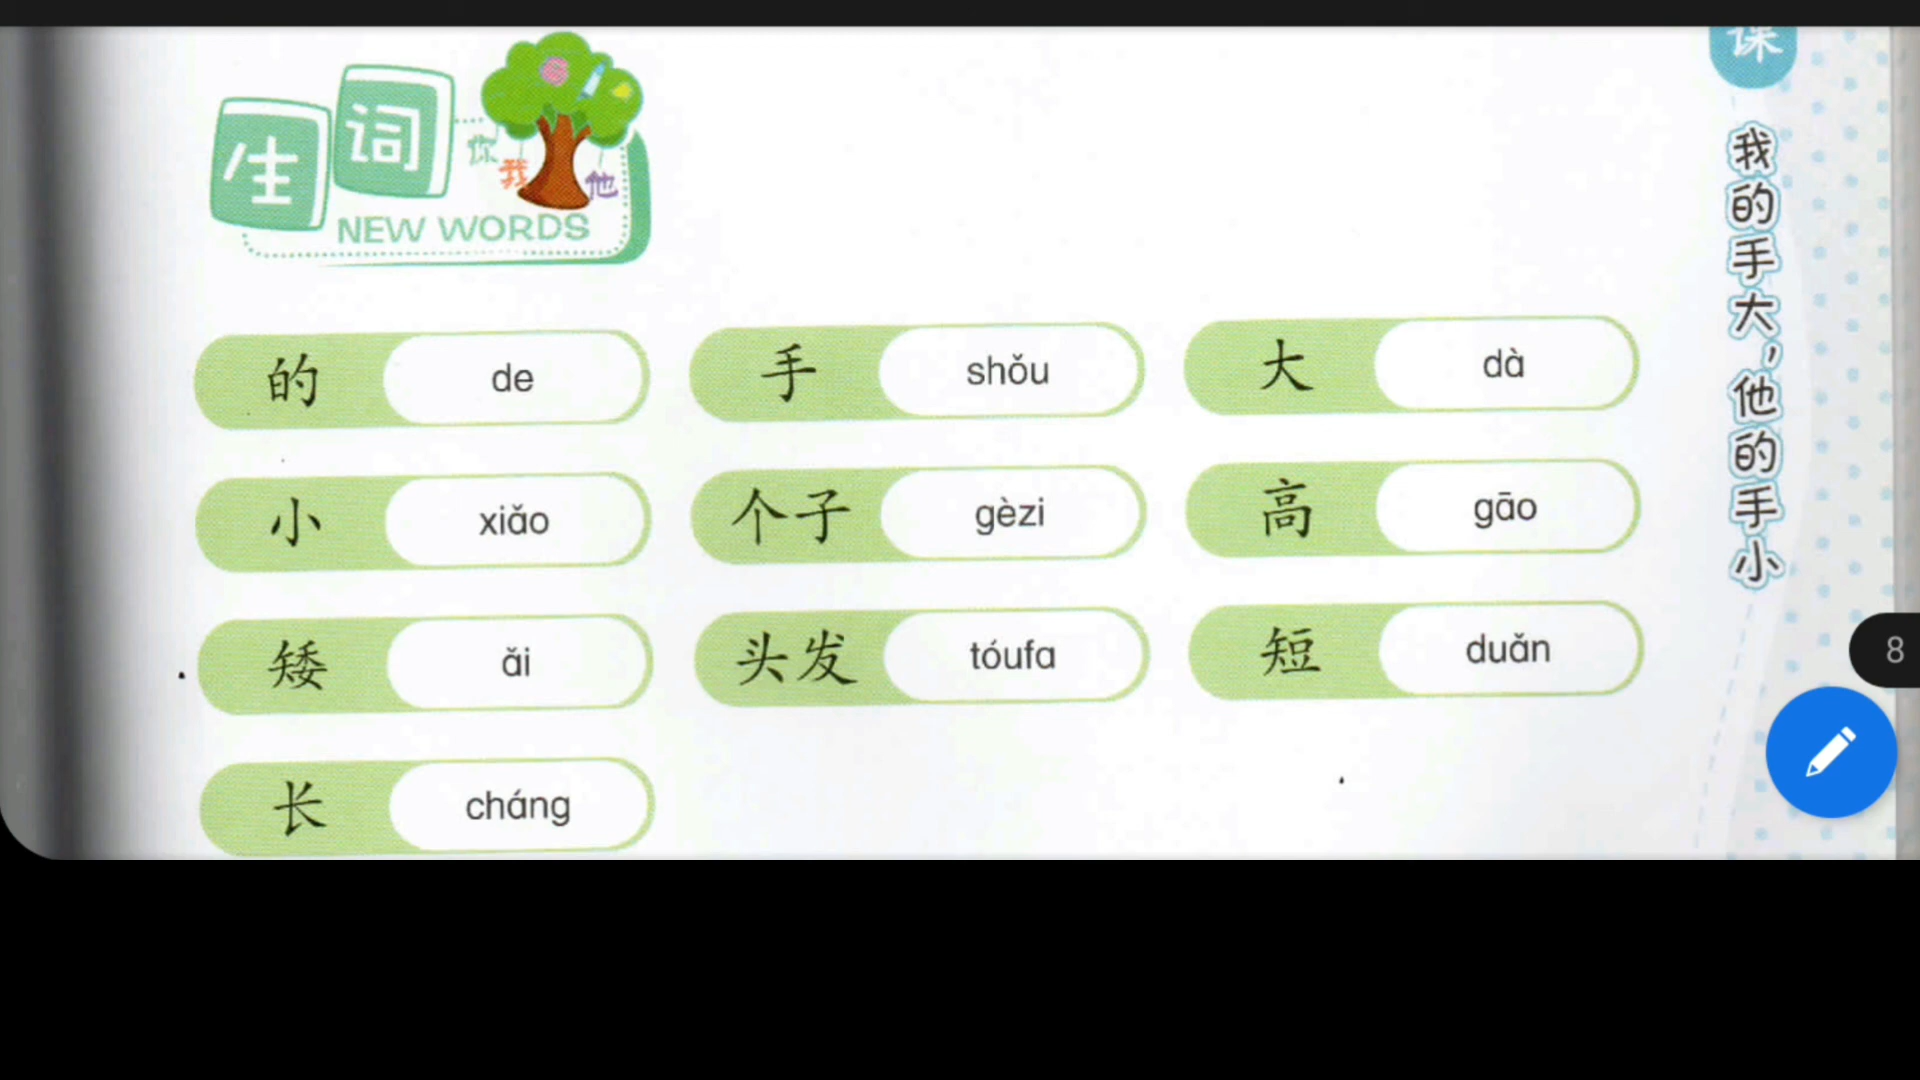 生词
你 我 他
NEW WORDS
的 de 手 shǒu 大 dà
小 xiǎo 个子 gèzi 高 gāo
矮 ǎi 头发 tóufa 短 duǎn
长 cháng
课
我的手大，他的手小
8